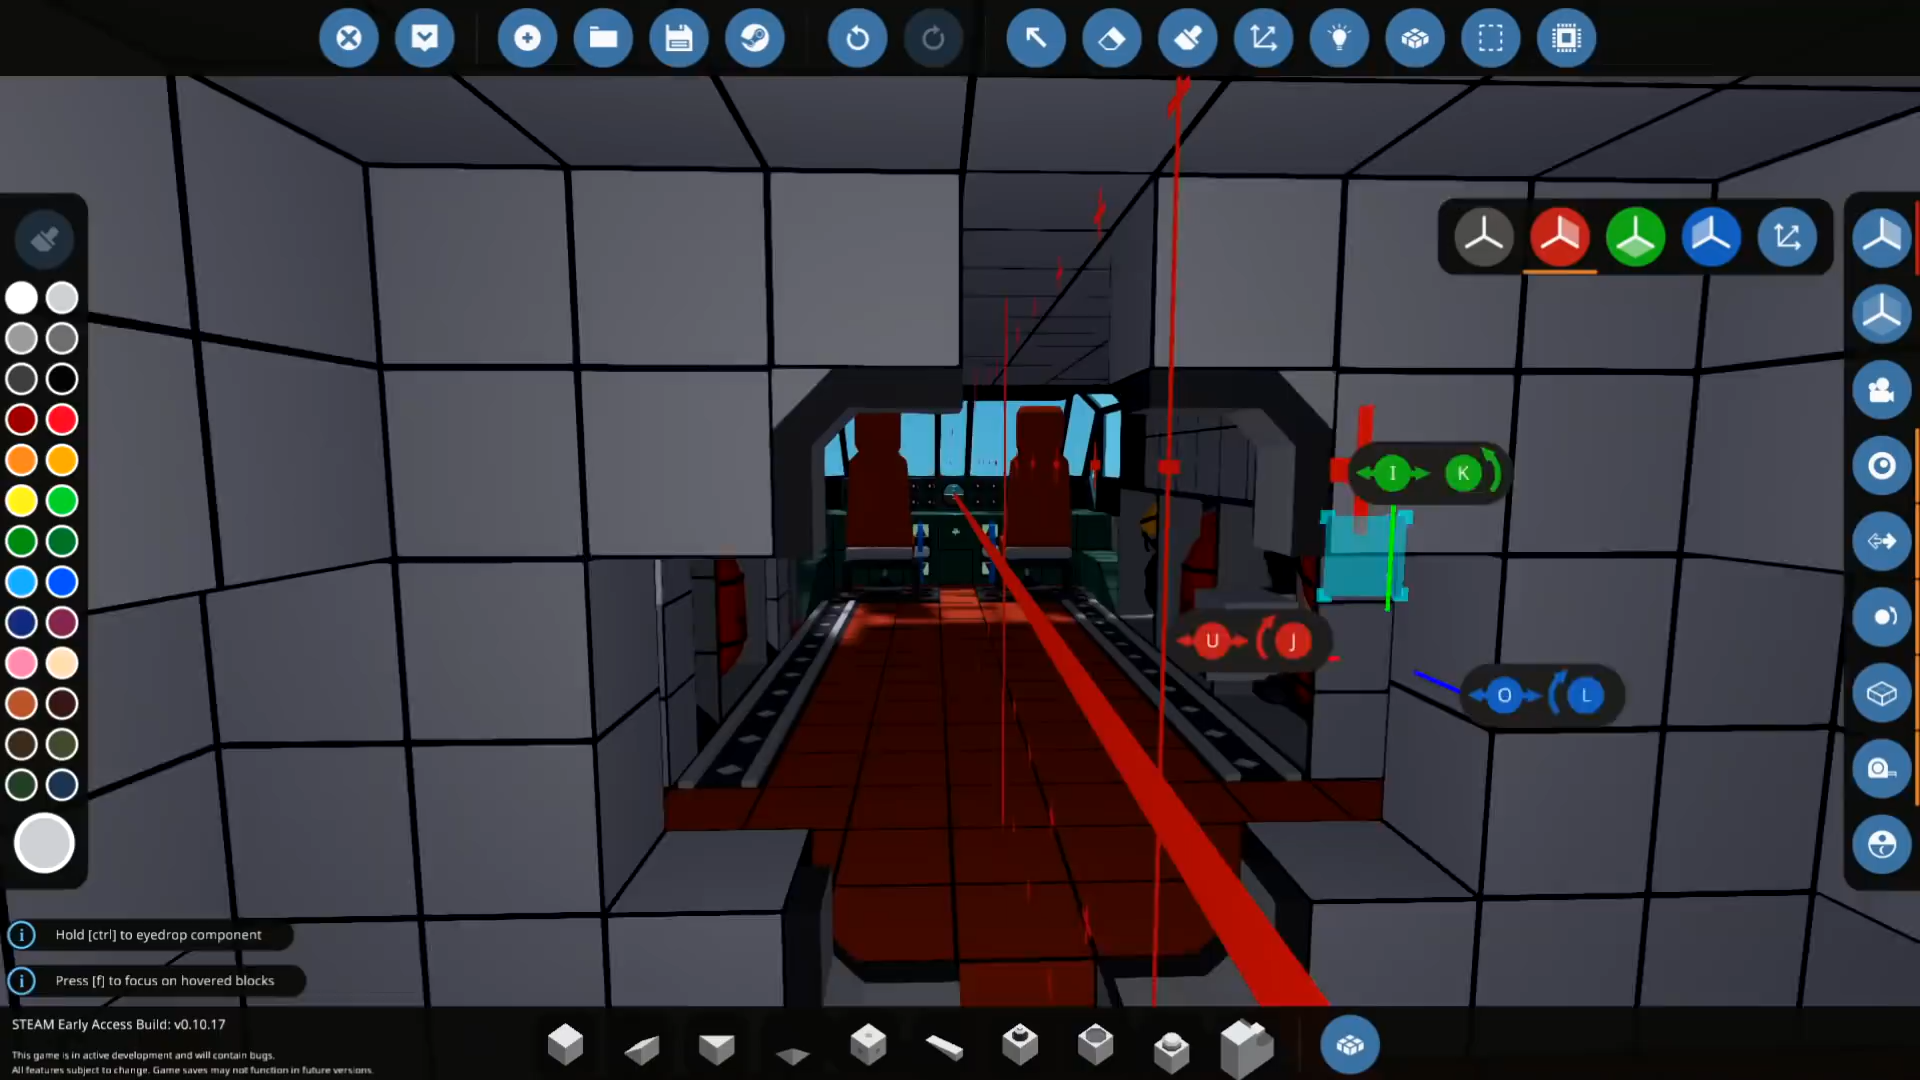 I K
U J
O L
Hold [ctrl] to eyedrop component
Press [f] to focus on hovered blocks
STEAM Early Access Build: v0.10.17
This game is in active development and will contain bugs.
All features subject to change. Game saves may not function in future versions.